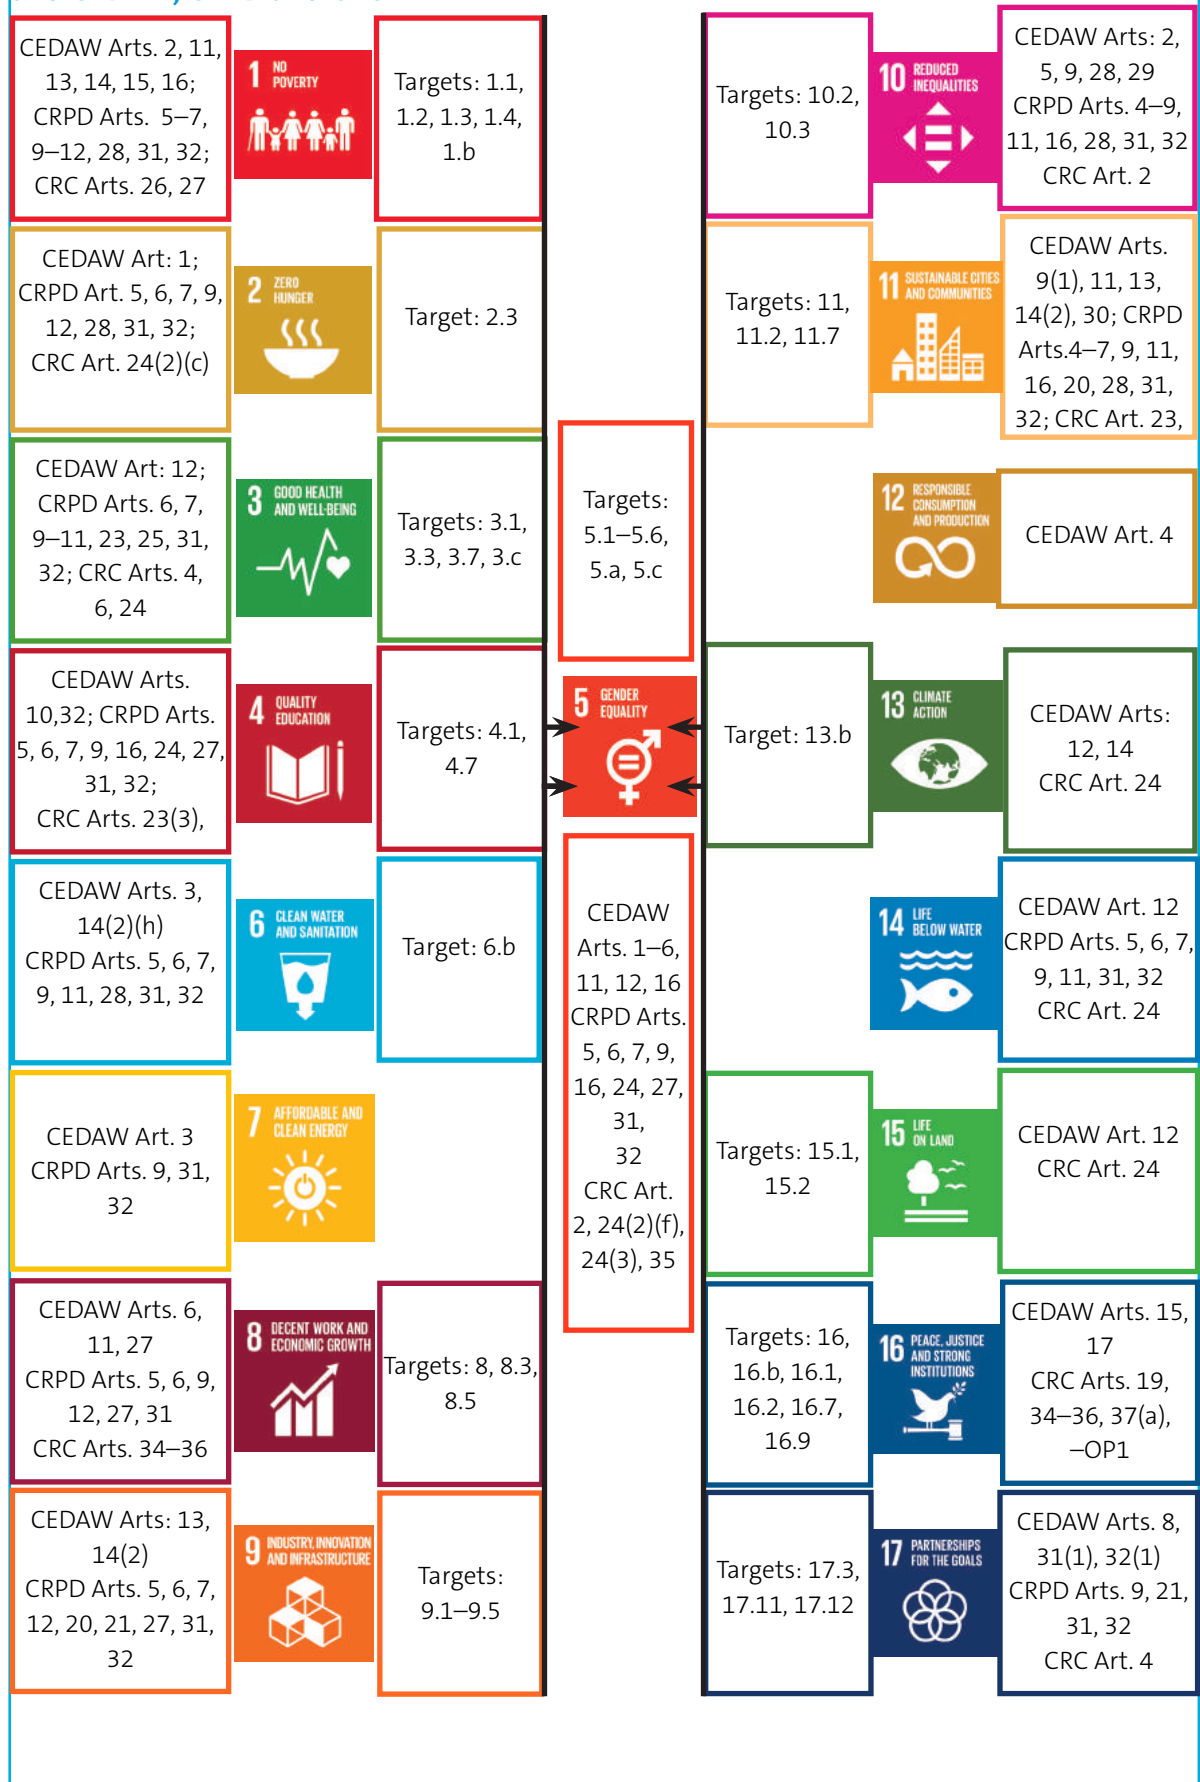 CEDAW Arts. 2, 11,
13, 14, 15, 16;
CRPD Arts. 5–7,
9–12, 28, 31, 32;
CRC Arts. 26, 27
1 NO
POVERTY
Targets: 1.1,
1.2, 1.3, 1.4,
1.b
CEDAW Art: 1;
CRPD Art. 5, 6, 7, 9,
12, 28, 31, 32;
CRC Art. 24(2)(c)
2 ZERO
HUNGER
Target: 2.3
CEDAW Art: 12;
CRPD Arts. 6, 7,
9–11, 23, 25, 31,
32; CRC Arts. 4,
6, 24
3 GOOD HEALTH
AND WELL-BEING
Targets: 3.1,
3.3, 3.7, 3.c
CEDAW Arts.
10,32; CRPD Arts.
5, 6, 7, 9, 16, 24, 27,
31, 32;
CRC Arts. 23(3),
4 QUALITY
EDUCATION
Targets: 4.1,
4.7
CEDAW Arts. 3,
14(2)(h)
CRPD Arts. 5, 6, 7,
9, 11, 28, 31, 32
6 CLEAN WATER
AND SANITATION
Target: 6.b
CEDAW Art. 3
CRPD Arts. 9, 31,
32
7 AFFORDABLE AND
CLEAN ENERGY
CEDAW Arts. 6,
11, 27
CRPD Arts. 5, 6, 9,
12, 27, 31
CRC Arts. 34–36
8 DECENT WORK AND
ECONOMIC GROWTH
Targets: 8, 8.3,
8.5
CEDAW Arts: 13,
14(2)
CRPD Arts. 5, 6, 7,
12, 20, 21, 27, 31,
32
9 INDUSTRY, INNOVATION
AND INFRASTRUCTURE
Targets:
9.1–9.5
Targets:
5.1–5.6,
5.a, 5.c
5 GENDER
EQUALITY
CEDAW
Arts. 1–6,
11, 12, 16
CRPD Arts.
5, 6, 7, 9,
16, 24, 27,
31,
32
CRC Art.
2, 24(2)(f),
24(3), 35
Targets: 10.2,
10.3
10 REDUCED
INEQUALITIES
CEDAW Arts: 2,
5, 9, 28, 29
CRPD Arts. 4–9,
11, 16, 28, 31, 32
CRC Art. 2
Targets: 11,
11.2, 11.7
11 SUSTAINABLE CITIES
AND COMMUNITIES
CEDAW Arts.
9(1), 11, 13,
14(2), 30; CRPD
Arts.4–7, 9, 11,
16, 20, 28, 31,
32; CRC Art. 23,
12 RESPONSIBLE
CONSUMPTION
AND PRODUCTION
CEDAW Art. 4
Target: 13.b
13 CLIMATE
ACTION
CEDAW Arts:
12, 14
CRC Art. 24
14 LIFE
BELOW WATER
CEDAW Art. 12
CRPD Arts. 5, 6, 7,
9, 11, 31, 32
CRC Art. 24
Targets: 15.1,
15.2
15 LIFE
ON LAND
CEDAW Art. 12
CRC Art. 24
Targets: 16,
16.b, 16.1,
16.2, 16.7,
16.9
16 PEACE, JUSTICE
AND STRONG
INSTITUTIONS
CEDAW Arts. 15,
17
CRC Arts. 19,
34–36, 37(a),
–OP1
Targets: 17.3,
17.11, 17.12
17 PARTNERSHIPS
FOR THE GOALS
CEDAW Arts. 8,
31(1), 32(1)
CRPD Arts. 9, 21,
31, 32
CRC Art. 4